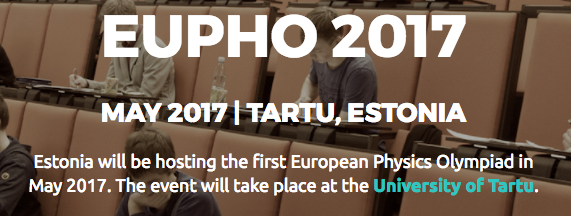 EUPHO 2017
MAY 2017 | TARTU, ESTONIA
Estonia will be hosting the first European Physics Olympiad in
May 2017. The event will take place at the University of Tartu.